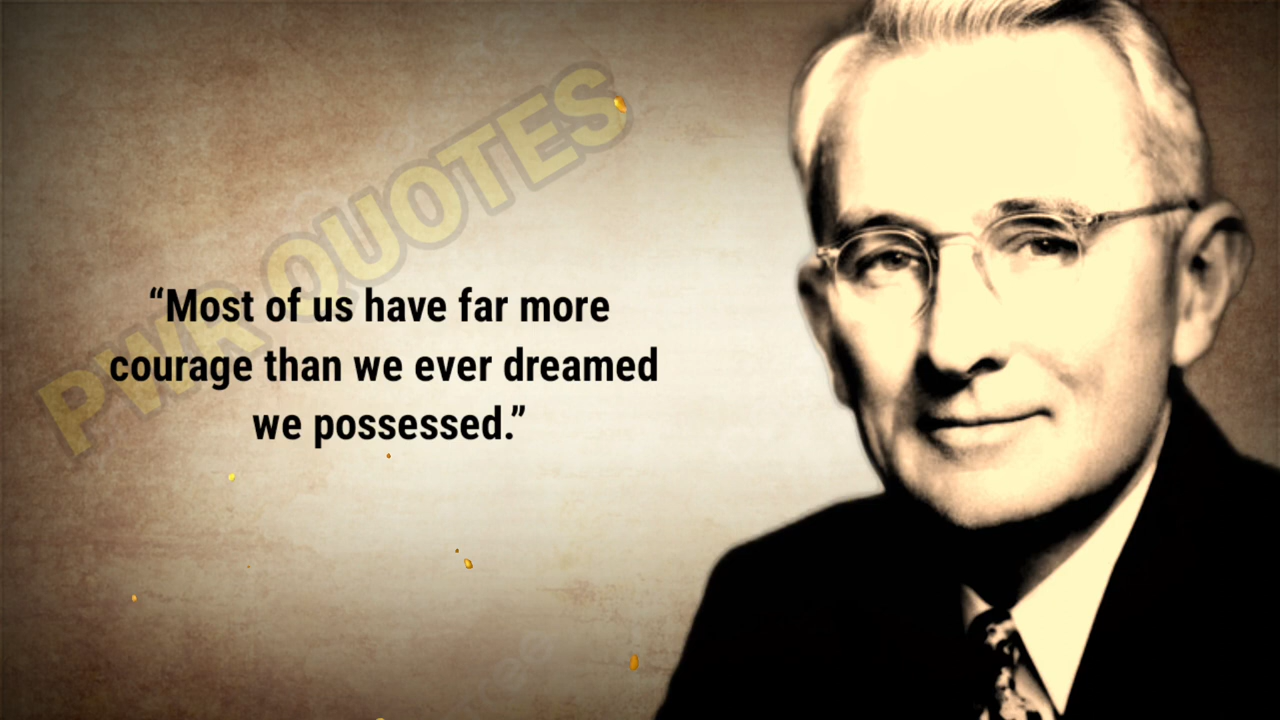 PWR QUOTES
“Most of us have far more
courage than we ever dreamed
we possessed.”